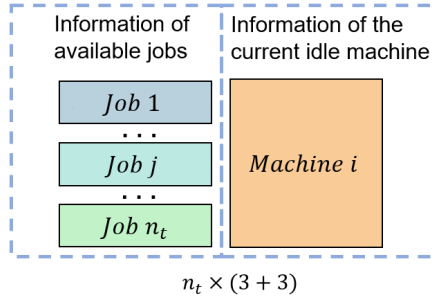 Information of
available jobs
Job 1
...
Job j
...
Job n_t
Information of the
current idle machine
Machine i
n_t × (3 + 3)